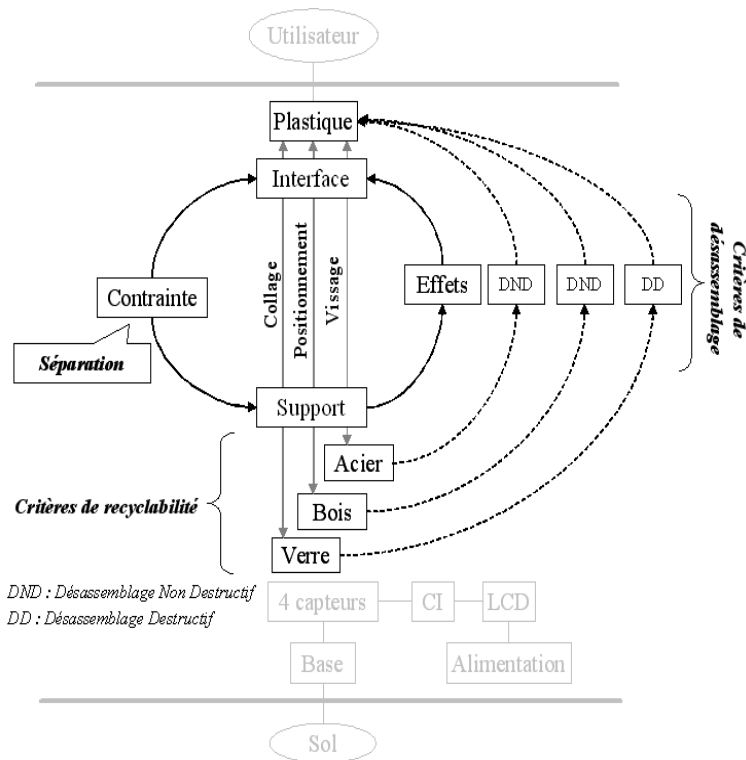 Utilisateur
Plastique
Interface
Collage
Positionnement
Vissage
Contrainte
Séparation
Effets
DND
DND
DD
Critères de
désassemblage
Support
Acier
Critères de recyclabilité
Bois
Verre
DND : Désassemblage Non Destructif
DD : Désassemblage Destructif
4 capteurs
CI
LCD
Base
Alimentation
Sol